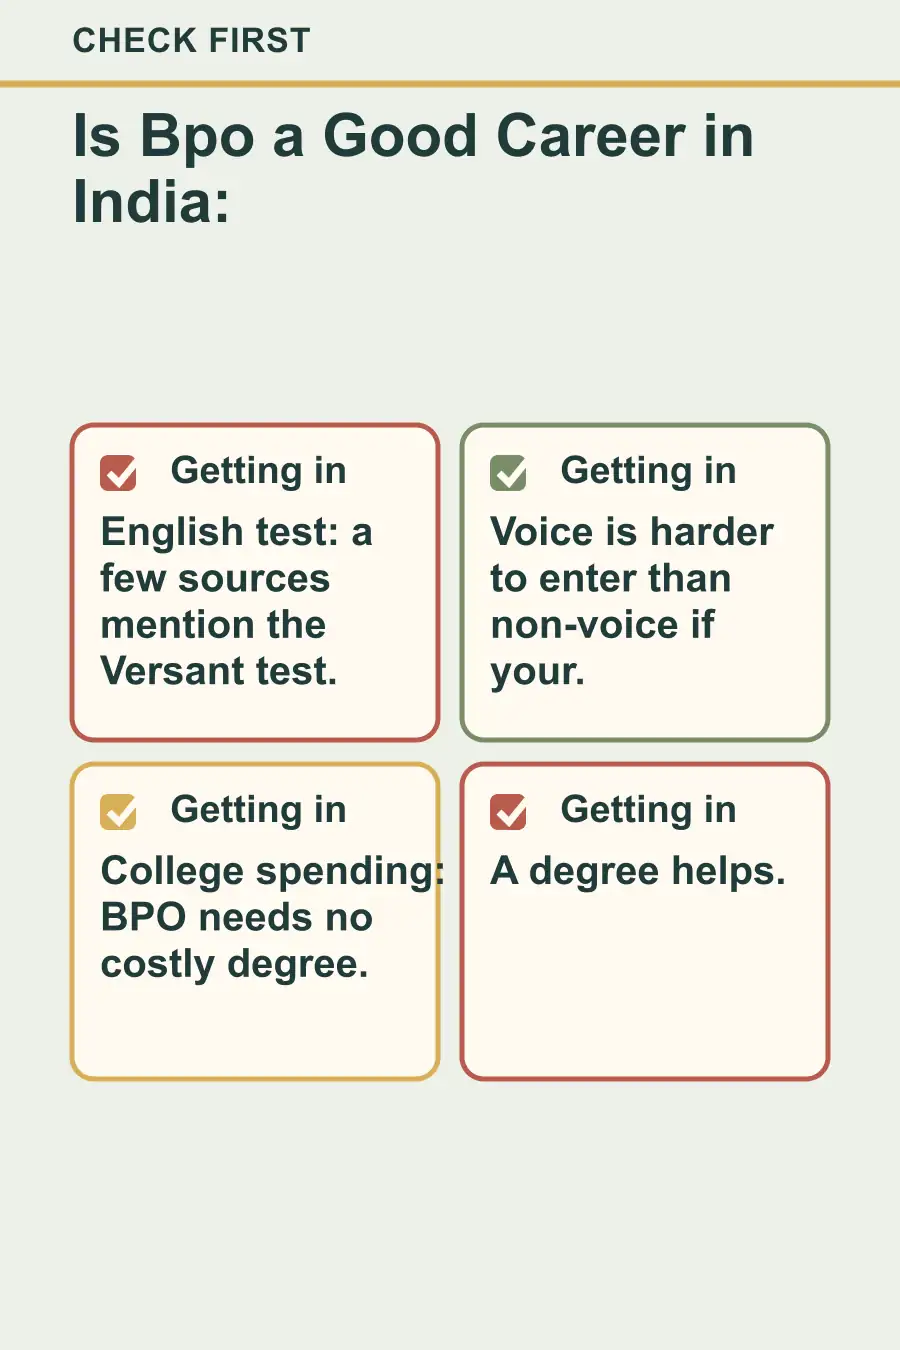 CHECK FIRST
Is Bpo a Good Career in
India:
Getting in
English test: a
few sources
mention the
Versant test.
Getting in
Voice is harder
to enter than
non-voice if
your.
Getting in
College spending:
BPO needs no
costly degree.
Getting in
A degree helps.